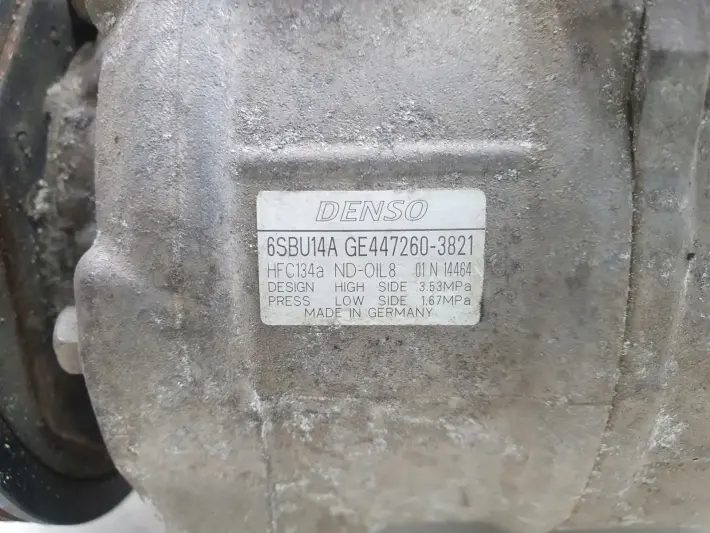 DENSO
6SBU14A GE447260-3821
HFC134a ND-OIL8 01 N 14464
DESIGN HIGH SIDE 3.53MPa
PRESS LOW SIDE 1.67MPa
MADE IN GERMANY